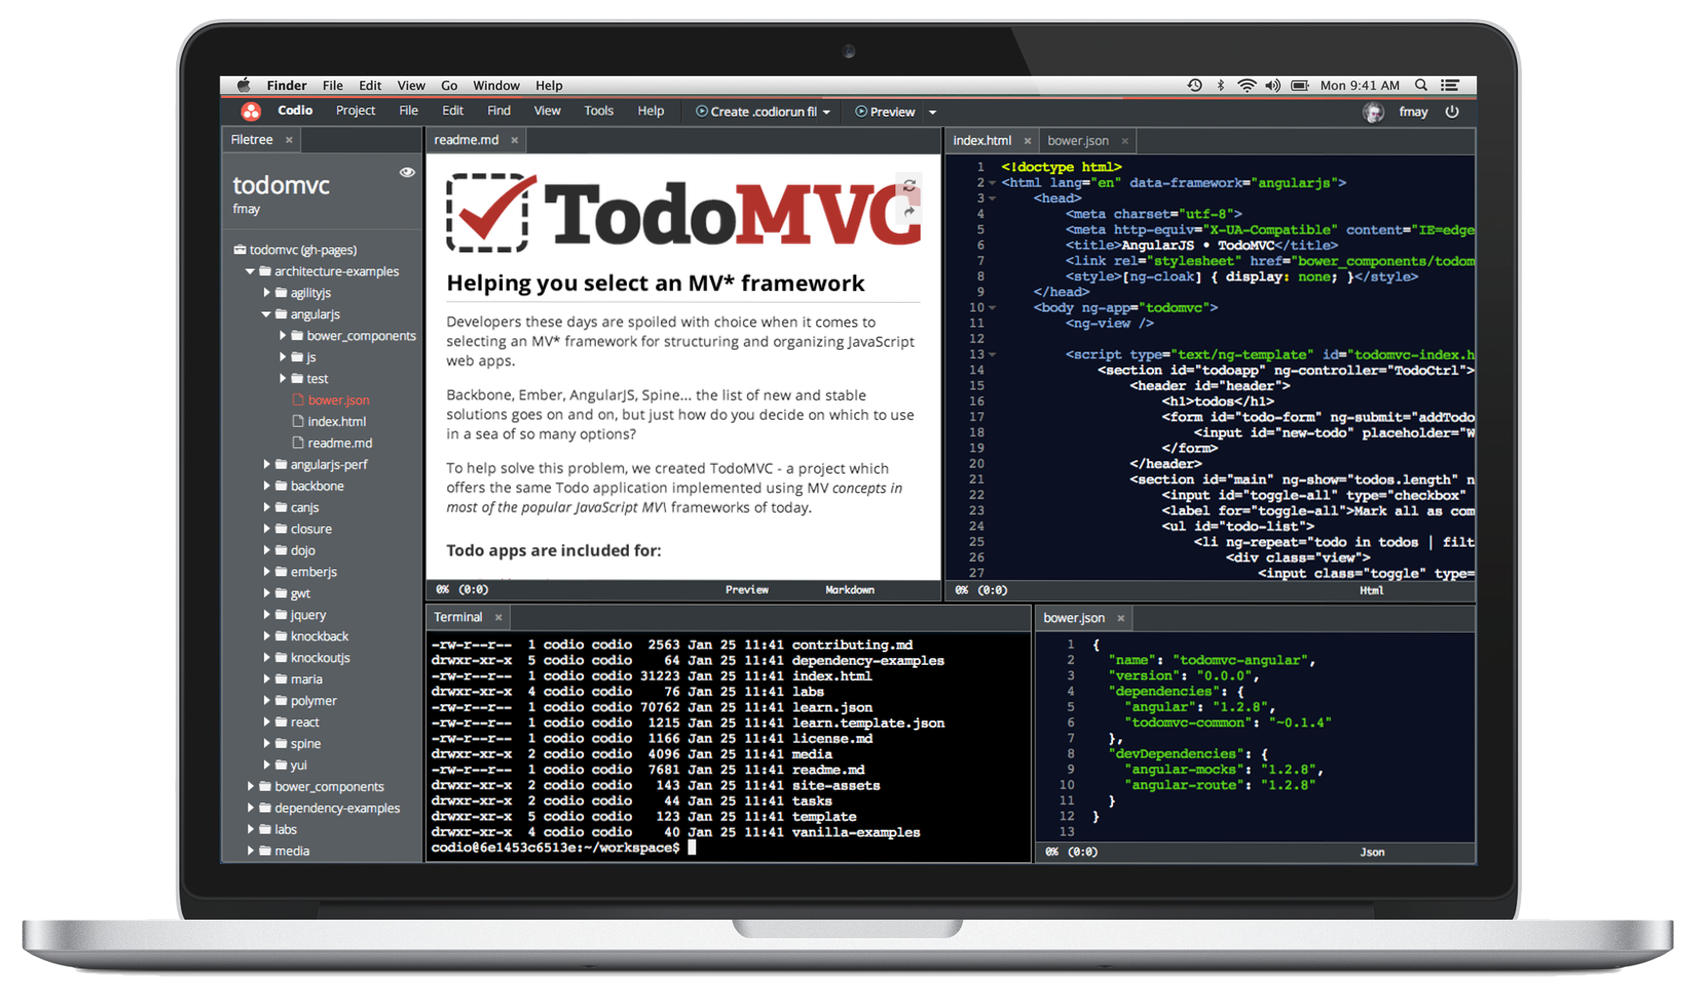 Finder File Edit View Go Window Help Mon 9:41 AM
Codio Project File Edit Find View Tools Help Create .codiorun fil Preview fmay
Filetree
todomvc
fmay
todomvc (gh-pages)
architecture-examples
agilityjs
angularjs
bower_components
js
test
bower.json
index.html
readme.md
angularjs-perf
backbone
canjs
closure
dojo
emberjs
gwt
jquery
knockback
knockoutjs
maria
polymer
react
spine
yui
bower_components
dependency-examples
labs
media
readme.md
TodoMVC
Helping you select an MV* framework
Developers these days are spoiled with choice when it comes to
selecting an MV* framework for structuring and organizing JavaScript
web apps.
Backbone, Ember, AngularJS, Spine... the list of new and stable
solutions goes on and on, but just how do you decide on which to use
in a sea of so many options?
To help solve this problem, we created TodoMVC - a project which
offers the same Todo application implemented using MV concepts in
most of the popular JavaScript MV\ frameworks of today.
Todo apps are included for:
0% (0:0) Preview Markdown
index.html bower.json
1 <!doctype html>
2 <html lang="en" data-framework="angularjs">
3 <head>
4 <meta charset="utf-8">
5 <meta http-equiv="X-UA-Compatible" content="IE=edge
6 <title>AngularJS • TodoMVC</title>
7 <link rel="stylesheet" href="bower_components/todom
8 <style>[ng-cloak] { display: none; }</style>
9 </head>
10 <body ng-app="todomvc">
11 <ng-view />
12
13 <script type="text/ng-template" id="todomvc-index.h
14 <section id="todoapp" ng-controller="TodoCtrl">
15 <header id="header">
16 <h1>todos</h1>
17 <form id="todo-form" ng-submit="addTodo
18 <input id="new-todo" placeholder="W
19 </form>
20 </header>
21 <section id="main" ng-show="todos.length" n
22 <input id="toggle-all" type="checkbox"
23 <label for="toggle-all">Mark all as com
24 <ul id="todo-list">
25 <li ng-repeat="todo in todos | filt
26 <div class="view">
27 <input class="toggle" type=
0% (0:0) Html
Terminal
-rw-r--r-- 1 codio codio 2563 Jan 25 11:41 contributing.md
drwxr-xr-x 5 codio codio 64 Jan 25 11:41 dependency-examples
-rw-r--r-- 1 codio codio 31223 Jan 25 11:41 index.html
drwxr-xr-x 4 codio codio 76 Jan 25 11:41 labs
-rw-r--r-- 1 codio codio 70762 Jan 25 11:41 learn.json
-rw-r--r-- 1 codio codio 1215 Jan 25 11:41 learn.template.json
-rw-r--r-- 1 codio codio 1166 Jan 25 11:41 license.md
drwxr-xr-x 2 codio codio 4096 Jan 25 11:41 media
-rw-r--r-- 1 codio codio 7681 Jan 25 11:41 readme.md
drwxr-xr-x 2 codio codio 143 Jan 25 11:41 site-assets
drwxr-xr-x 2 codio codio 44 Jan 25 11:41 tasks
drwxr-xr-x 5 codio codio 123 Jan 25 11:41 template
drwxr-xr-x 4 codio codio 40 Jan 25 11:41 vanilla-examples
codio@6e1453c6513e:~/workspace$
bower.json
1 {
2 "name": "todomvc-angular",
3 "version": "0.0.0",
4 "dependencies": {
5 "angular": "1.2.8",
6 "todomvc-common": "~0.1.4"
7 },
8 "devDependencies": {
9 "angular-mocks": "1.2.8",
10 "angular-route": "1.2.8"
11 }
12 }
13
0% (0:0) Json